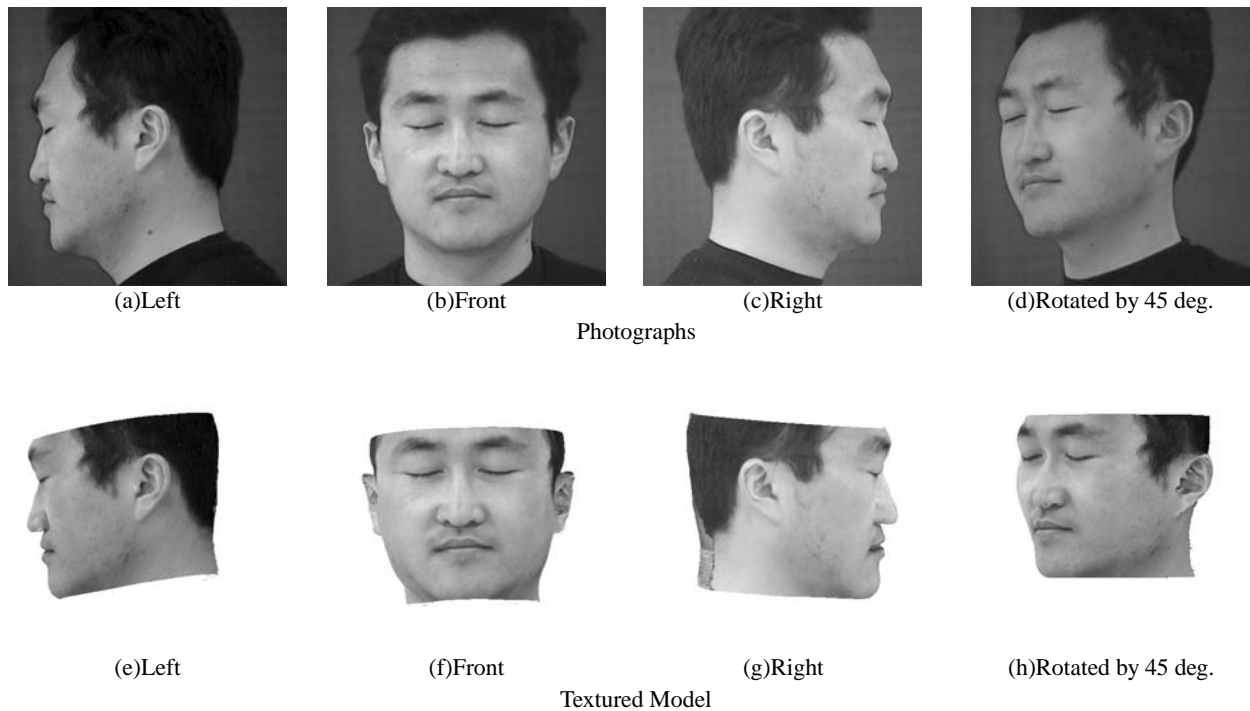 (a)Left (b)Front (c)Right (d)Rotated by 45 deg.
Photographs
(e)Left (f)Front (g)Right (h)Rotated by 45 deg.
Textured Model